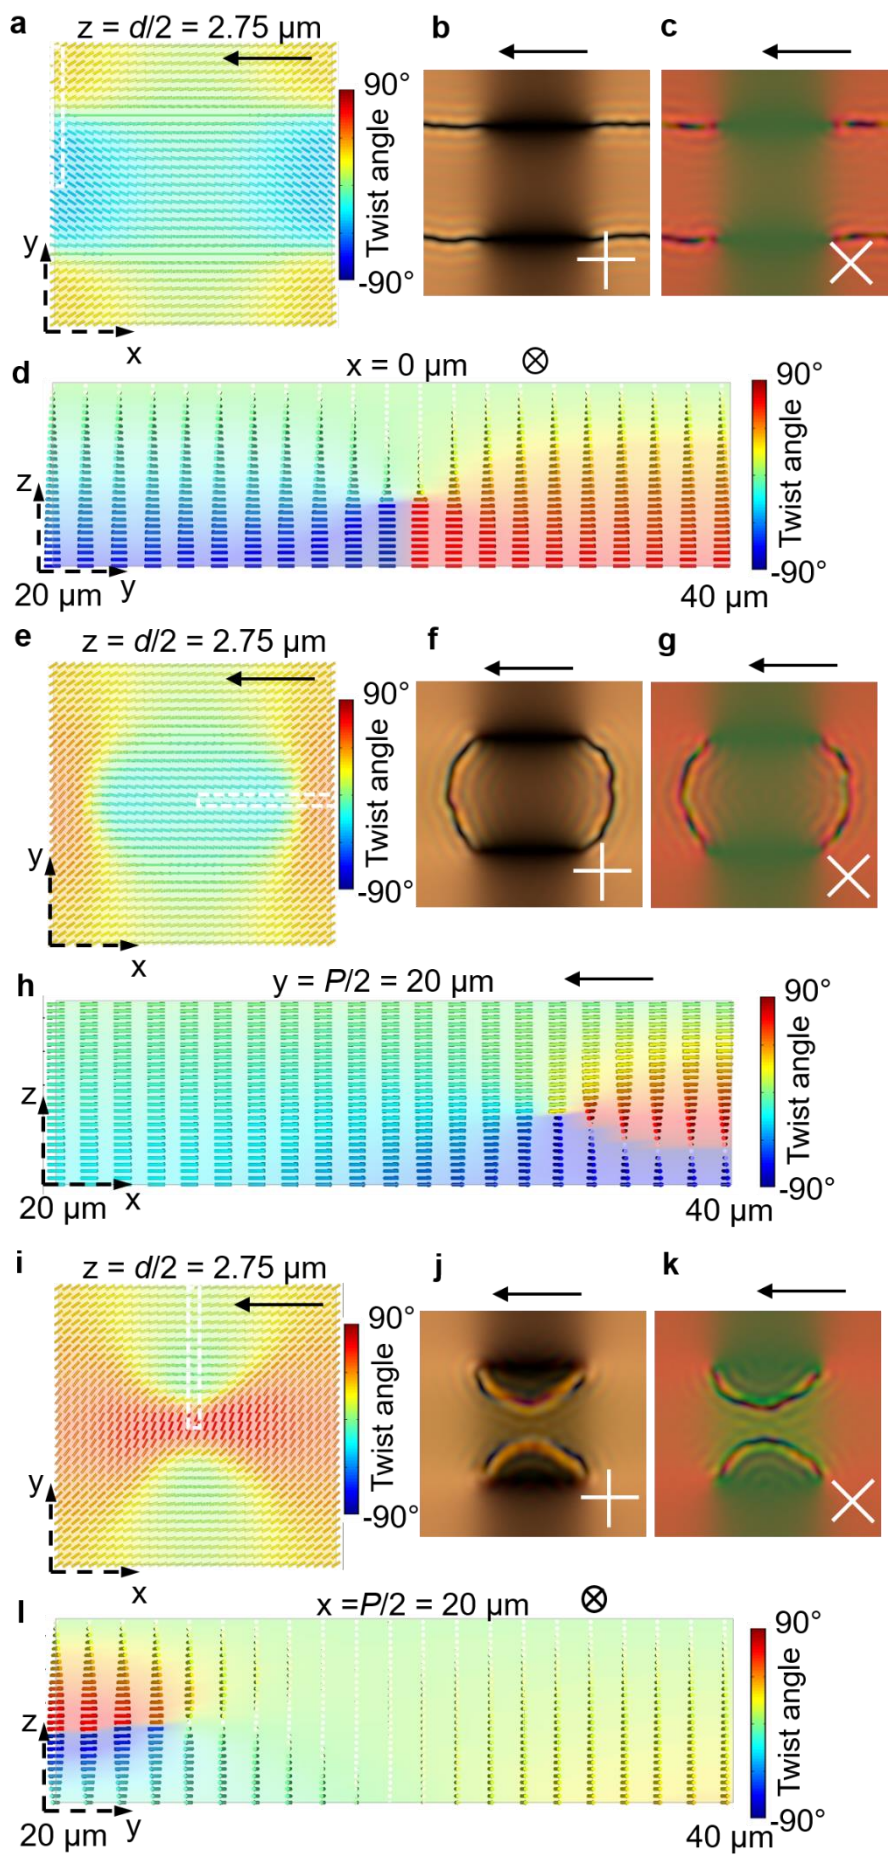 a
z = d/2 = 2.75 µm
b
c
90°
Twist angle
-90°
y
x
d
x = 0 µm
90°
Twist angle
-90°
z
20 µm
y
40 µm
e
z = d/2 = 2.75 µm
f
g
90°
Twist angle
-90°
y
x
h
y = P/2 = 20 µm
90°
Twist angle
-90°
z
20 µm
x
40 µm
i
z = d/2 = 2.75 µm
j
k
90°
Twist angle
-90°
y
x
l
x =P/2 = 20 µm
90°
Twist angle
-90°
z
20 µm
y
40 µm